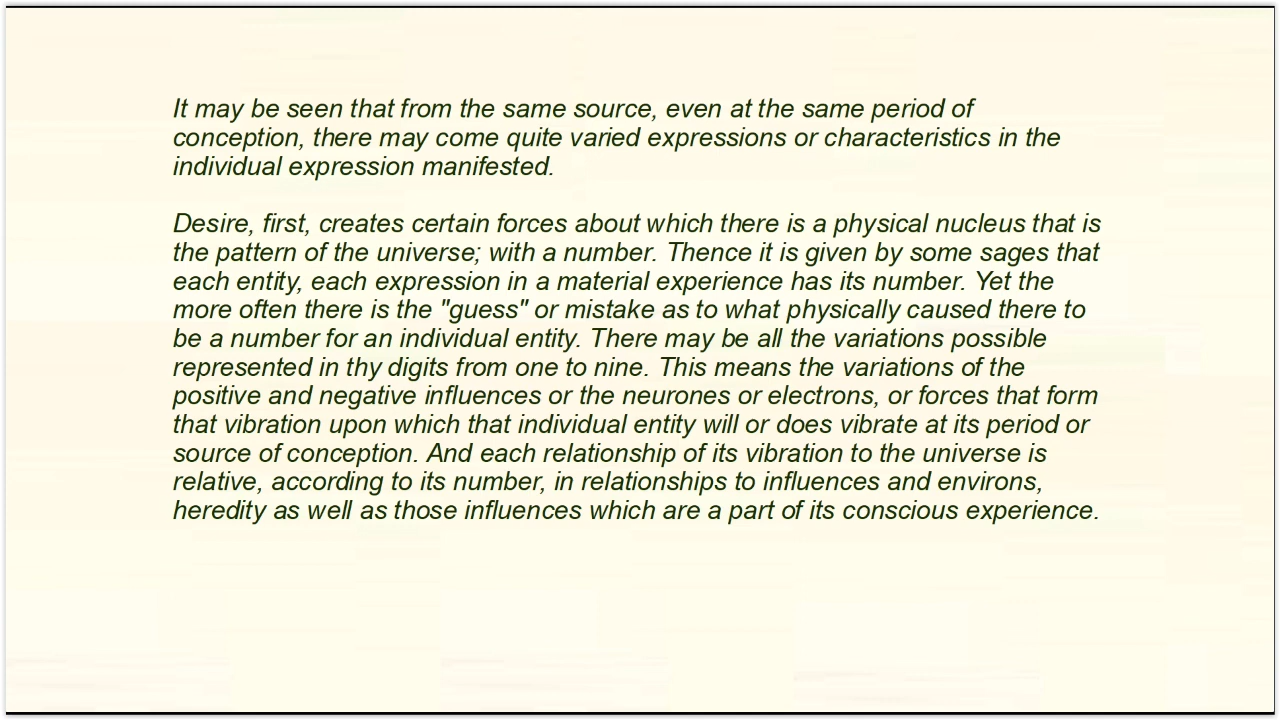 It may be seen that from the same source, even at the same period of
conception, there may come quite varied expressions or characteristics in the
individual expression manifested.
Desire, first, creates certain forces about which there is a physical nucleus that is
the pattern of the universe; with a number. Thence it is given by some sages that
each entity, each expression in a material experience has its number. Yet the
more often there is the "guess" or mistake as to what physically caused there to
be a number for an individual entity. There may be all the variations possible
represented in thy digits from one to nine. This means the variations of the
positive and negative influences or the neurones or electrons, or forces that form
that vibration upon which that individual entity will or does vibrate at its period or
source of conception. And each relationship of its vibration to the universe is
relative, according to its number, in relationships to influences and environs,
heredity as well as those influences which are a part of its conscious experience.